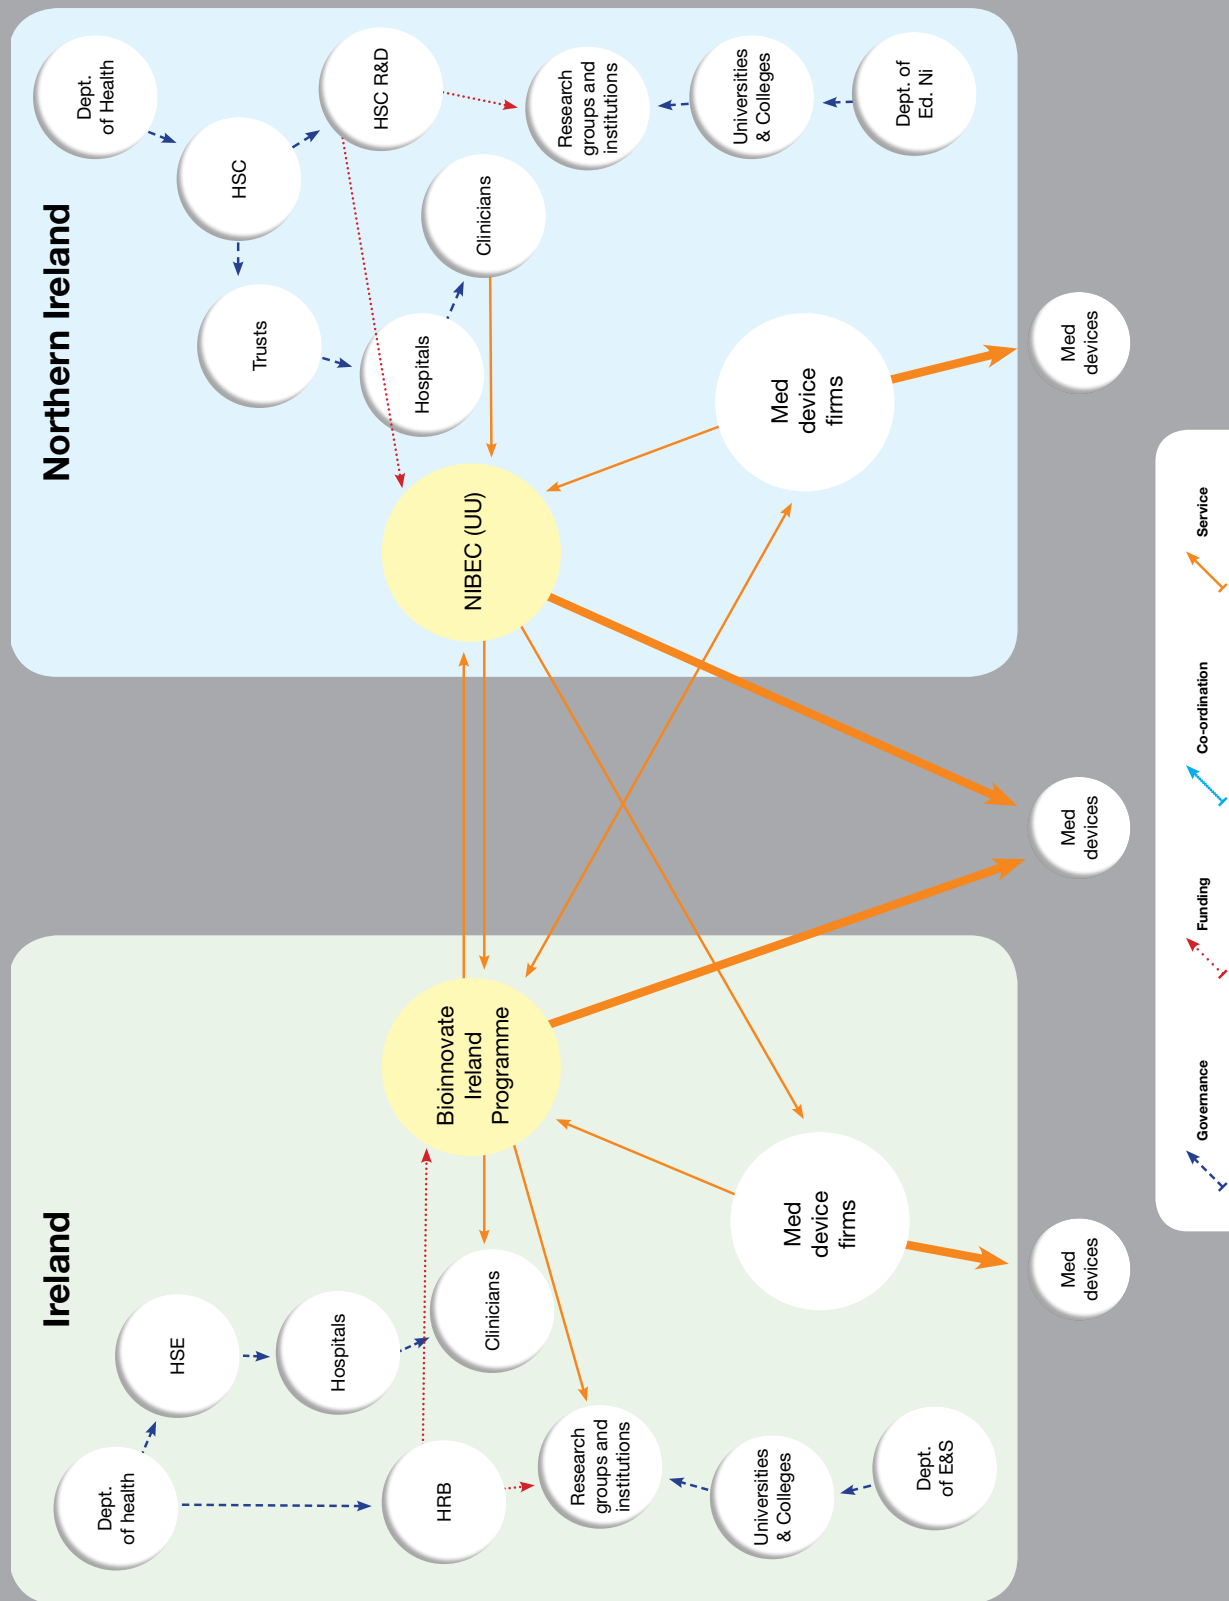 Ireland
Northern Ireland
Dept.
of health
HSE
Hospitals
Clinicians
HRB
Research
groups and
institutions
Universities
& Colleges
Dept.
of E&S
Bioinnovate
Ireland
Programme
Med
device
firms
Med
devices
Med
devices
NIBEC (UU)
Trusts
Hospitals
HSC
Dept.
of Health
HSC R&D
Clinicians
Research
groups and
institutions
Universities
& Colleges
Dept. of
Ed. Ni
Med
device
firms
Med
devices
Governance
Funding
Co-ordination
Service